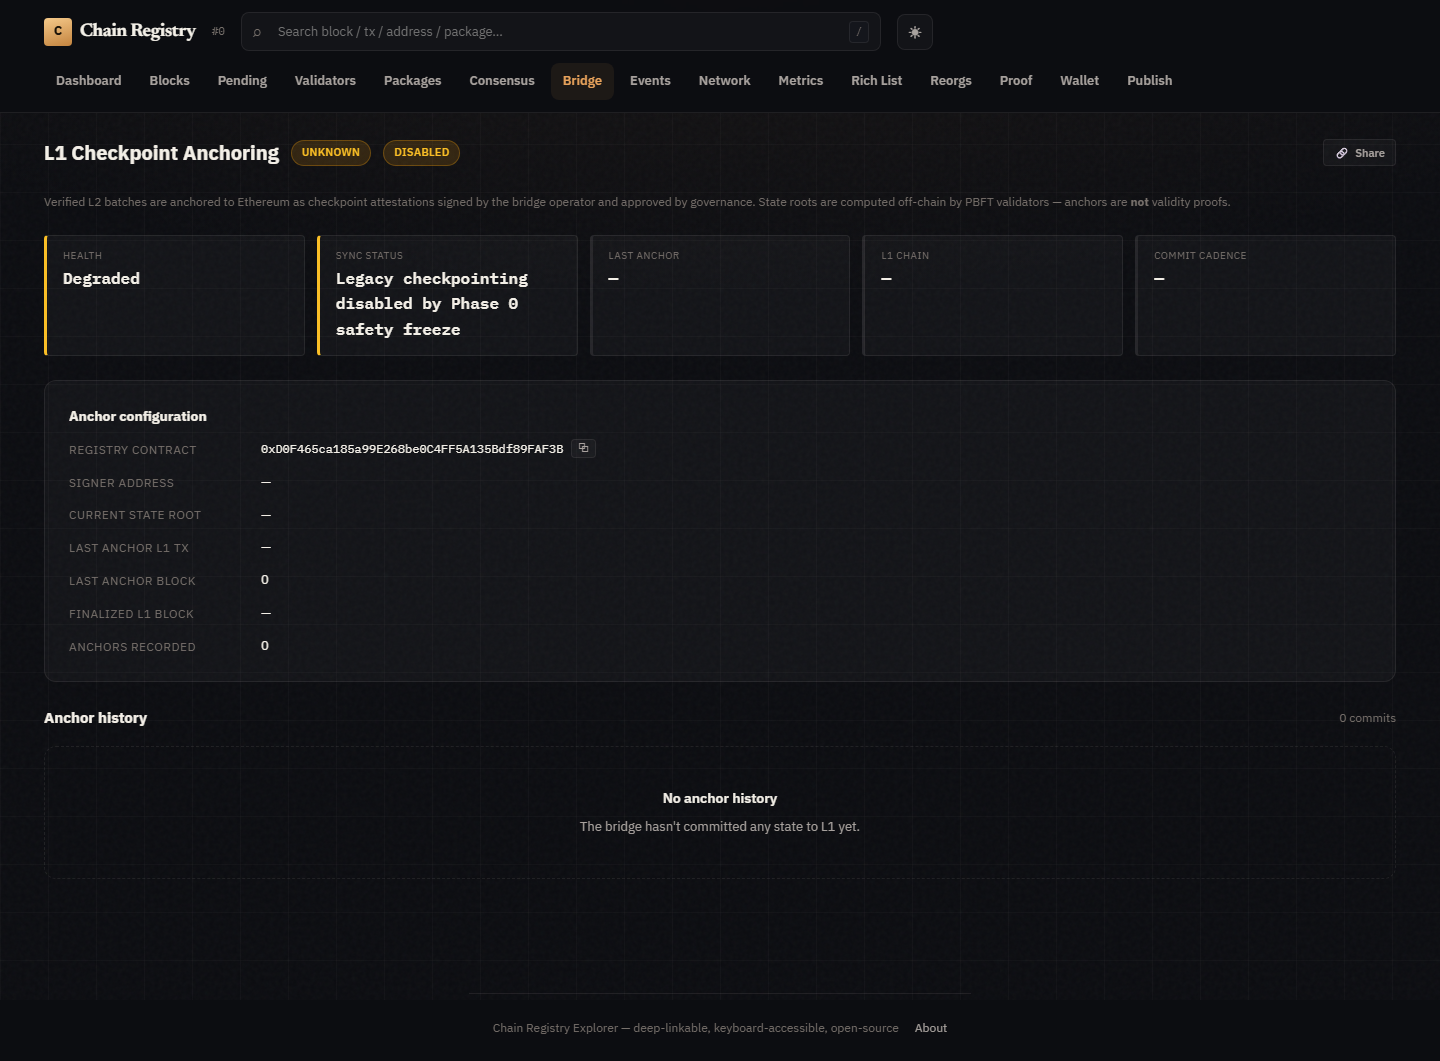 C Chain Registry #0
Search block / tx / address / package... /
Dashboard Blocks Pending Validators Packages Consensus Bridge Events Network Metrics Rich List Reorgs Proof Wallet Publish
L1 Checkpoint Anchoring UNKNOWN DISABLED Share
Verified L2 batches are anchored to Ethereum as checkpoint attestations signed by the bridge operator and approved by governance. State roots are computed off-chain by PBFT validators — anchors are not validity proofs.
HEALTH
Degraded
SYNC STATUS
Legacy checkpointing
disabled by Phase 0
safety freeze
LAST ANCHOR
—
L1 CHAIN
—
COMMIT CADENCE
—
Anchor configuration
REGISTRY CONTRACT 0xD0F465ca185a99E268be0C4FF5A135Bdf89FAF3B
SIGNER ADDRESS —
CURRENT STATE ROOT —
LAST ANCHOR L1 TX —
LAST ANCHOR BLOCK 0
FINALIZED L1 BLOCK —
ANCHORS RECORDED 0
Anchor history 0 commits
No anchor history
The bridge hasn't committed any state to L1 yet.
Chain Registry Explorer — deep-linkable, keyboard-accessible, open-source About